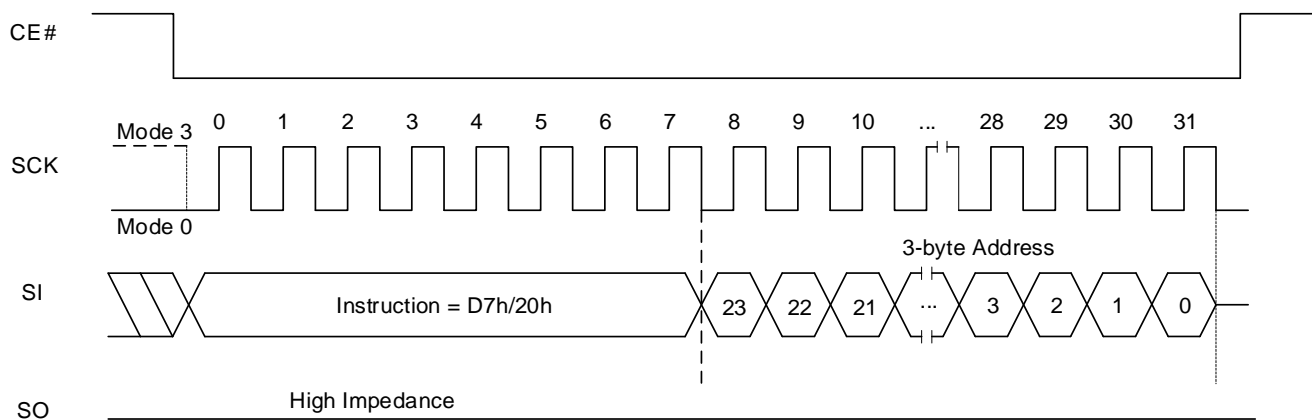 CE#
Mode 3
0 1 2 3 4 5 6 7 8 9 10 ... 28 29 30 31
SCK
Mode 0
3-byte Address
SI
Instruction = D7h/20h
23 22 21 ... 3 2 1 0
High Impedance
SO